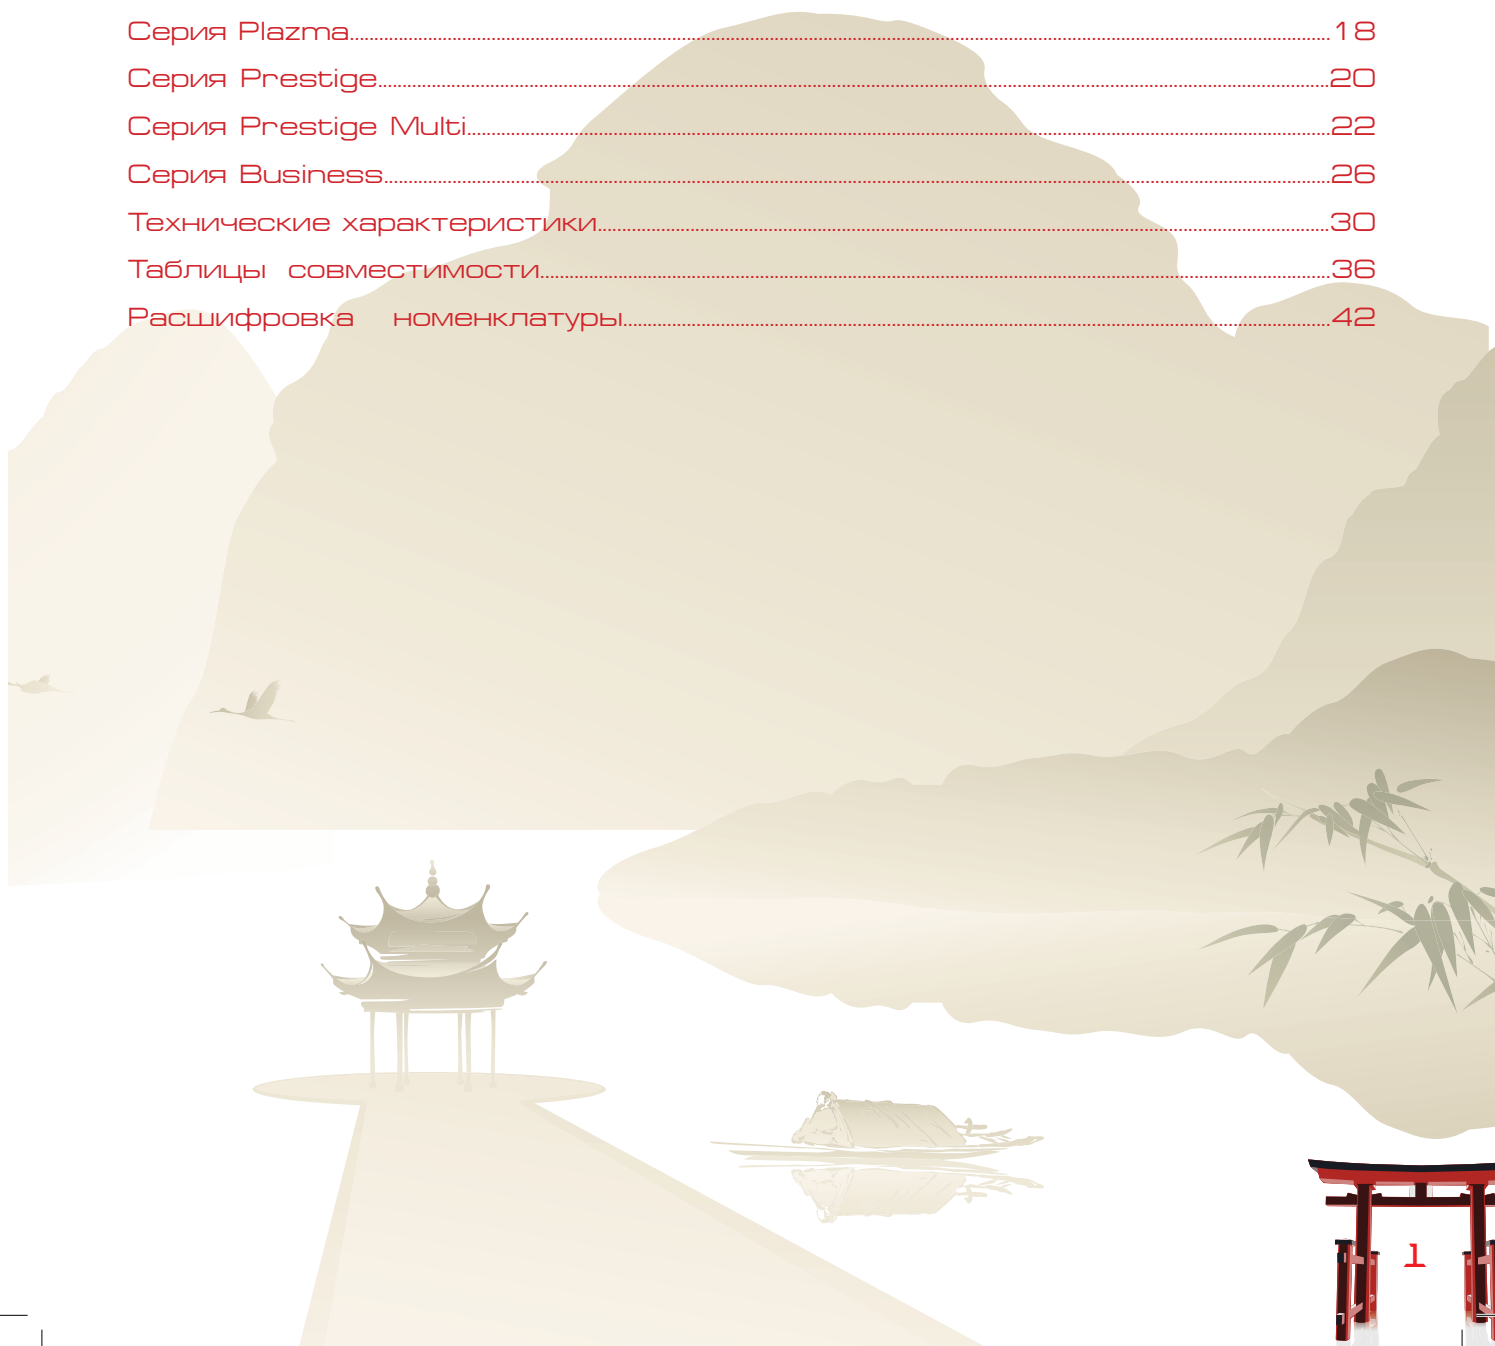 Серия Plazma....................18
Серия Prestige....................20
Серия Prestige Multi....................22
Серия Business....................26
Технические характеристики....................30
Таблицы совместимости....................36
Расшифровка номенклатуры....................42
1